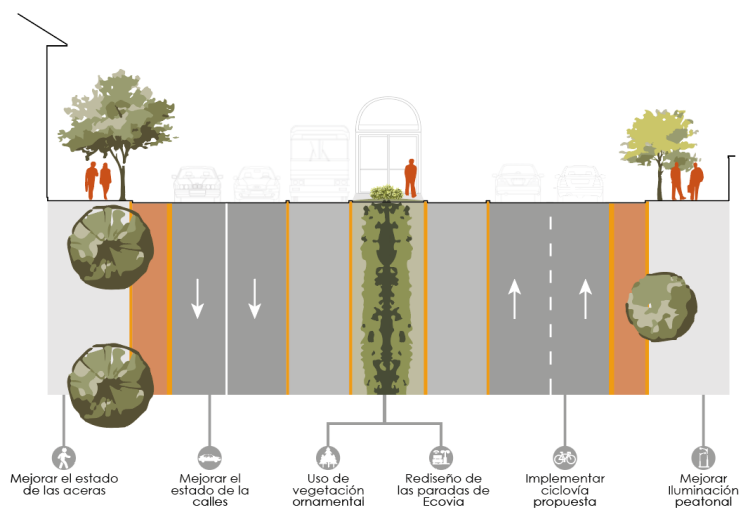 Mejorar el estado
de las aceras
Mejorar el
estado de la
calles
Uso de
vegetación
ornamental
Rediseño de
las paradas de
Ecovia
Implementar
ciclovía
propuesta
Mejorar
Iluminación
peatonal